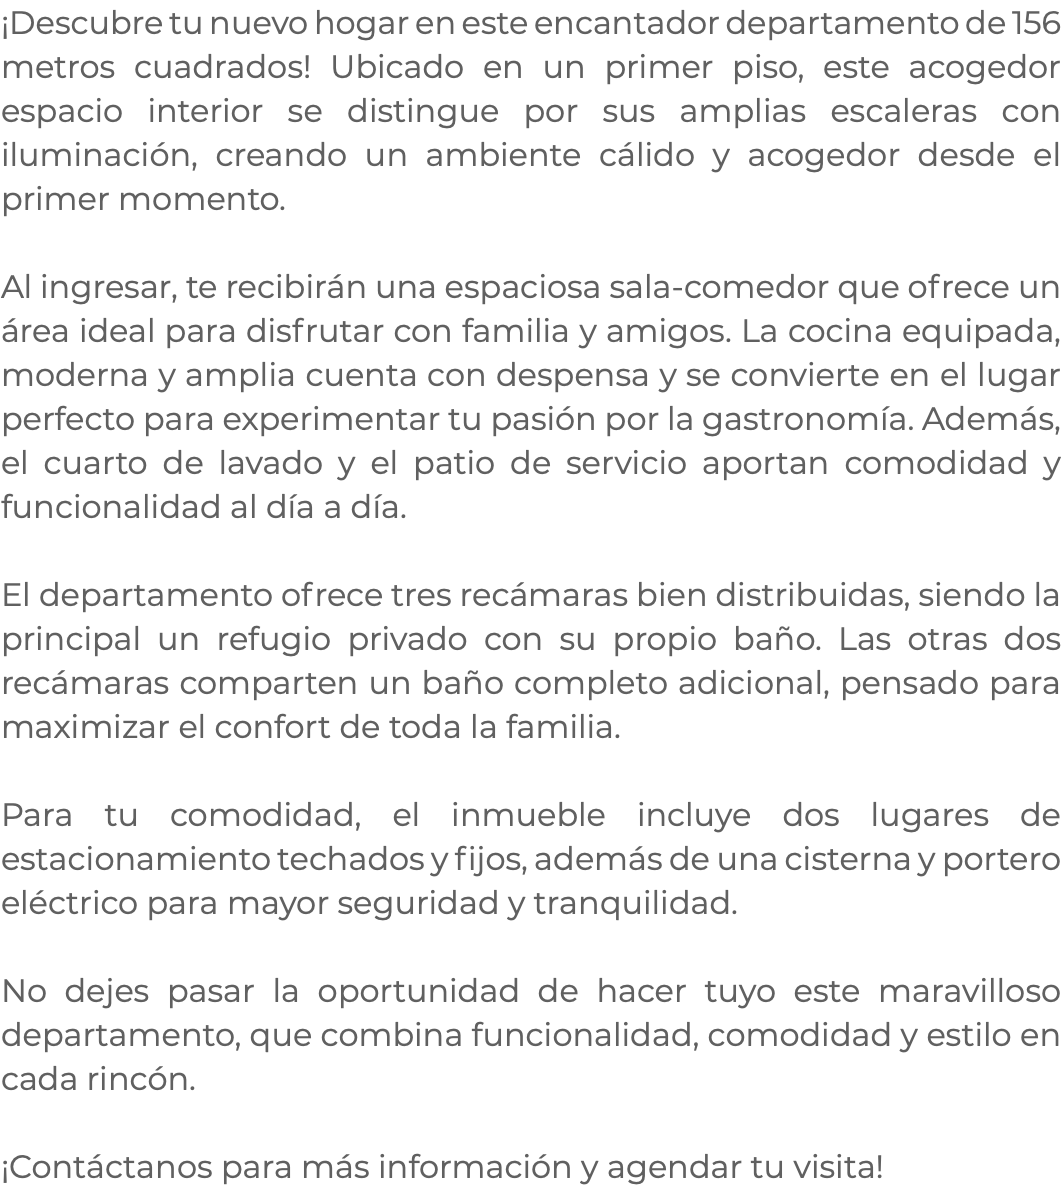 ¡Descubre tu nuevo hogar en este encantador departamento de 156
metros cuadrados! Ubicado en un primer piso, este acogedor
espacio interior se distingue por sus amplias escaleras con
iluminación, creando un ambiente cálido y acogedor desde el
primer momento.
Al ingresar, te recibirán una espaciosa sala-comedor que ofrece un
área ideal para disfrutar con familia y amigos. La cocina equipada,
moderna y amplia cuenta con despensa y se convierte en el lugar
perfecto para experimentar tu pasión por la gastronomía. Además,
el cuarto de lavado y el patio de servicio aportan comodidad y
funcionalidad al día a día.
El departamento ofrece tres recámaras bien distribuidas, siendo la
principal un refugio privado con su propio baño. Las otras dos
recámaras comparten un baño completo adicional, pensado para
maximizar el confort de toda la familia.
Para tu comodidad, el inmueble incluye dos lugares de
estacionamiento techados y fijos, además de una cisterna y portero
eléctrico para mayor seguridad y tranquilidad.
No dejes pasar la oportunidad de hacer tuyo este maravilloso
departamento, que combina funcionalidad, comodidad y estilo en
cada rincón.
¡Contáctanos para más información y agendar tu visita!